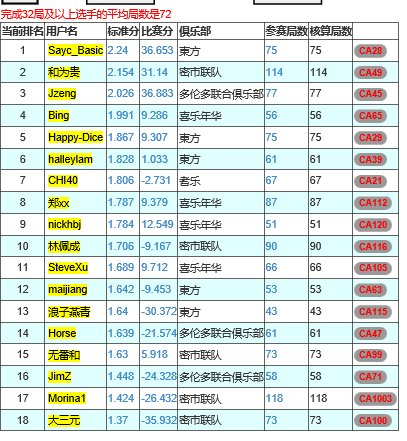 完成32局及以上选手的平均局数是72
当前排名 用户名 标准分 比赛分 俱乐部 参赛局数 核算局数
1 Sayc_Basic 2.24 36.653 東方 75 75 CA28
2 和为贵 2.154 31.14 密市联队 114 114 CA49
3 Jzeng 2.026 36.883 多伦多联合俱乐部 77 77 CA45
4 Bing 1.991 9.286 喜乐年华 56 56 CA65
5 Happy-Dice 1.867 9.307 東方 75 75 CA29
6 halleylam 1.828 1.033 東方 61 61 CA39
7 CHI40 1.806 -2.731 耆乐 67 67 CA21
8 郑xx 1.787 9.379 喜乐年华 87 87 CA112
9 nickhbj 1.784 12.549 喜乐年华 51 51 CA120
10 林佩成 1.706 -9.167 密市联队 90 90 CA116
11 SteveXu 1.689 9.712 喜乐年华 66 66 CA105
12 maijiang 1.642 -9.453 東方 53 53 CA63
13 浪子燕青 1.64 -30.372 東方 43 43 CA115
14 Horse 1.639 -21.574 多伦多联合俱乐部 61 61 CA47
15 无番和 1.63 5.918 密市联队 73 73 CA99
16 JimZ 1.448 -24.328 多伦多联合俱乐部 58 58 CA71
17 Morina1 1.424 -26.432 密市联队 118 118 CA1003
18 大三元 1.37 -35.932 密市联队 73 73 CA100